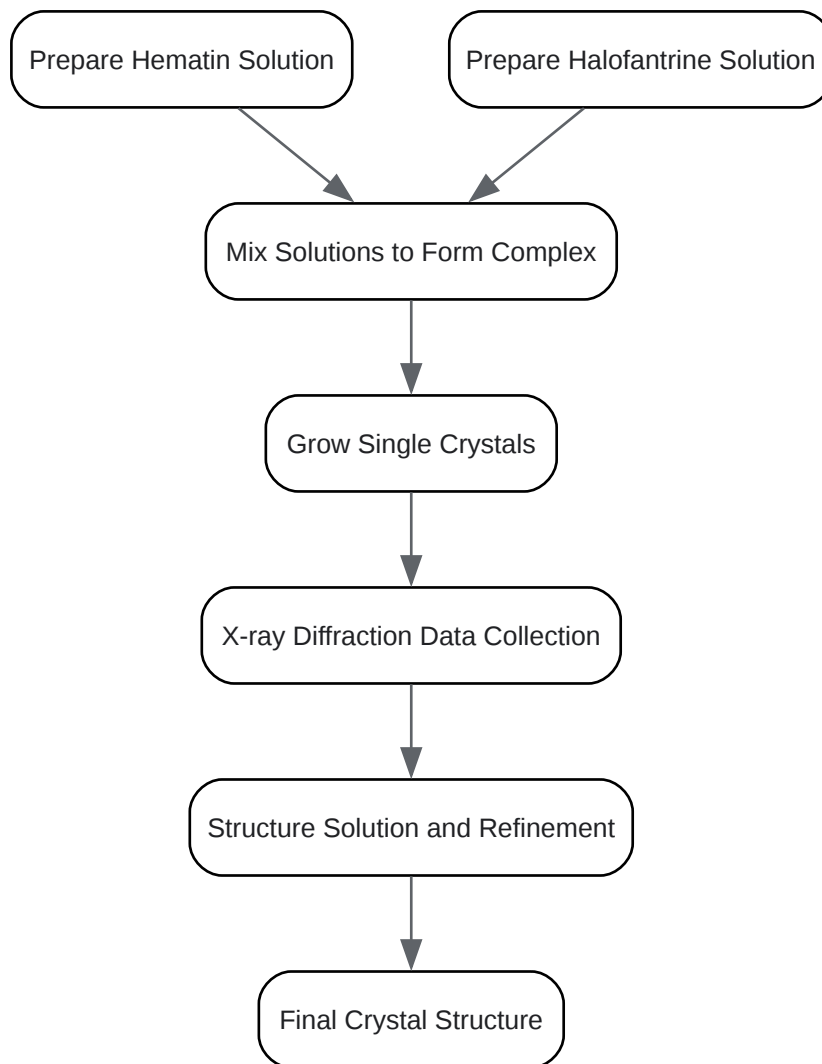 Prepare Hematin Solution
Prepare Halofantrine Solution
Mix Solutions to Form Complex
Grow Single Crystals
X-ray Diffraction Data Collection
Structure Solution and Refinement
Final Crystal Structure